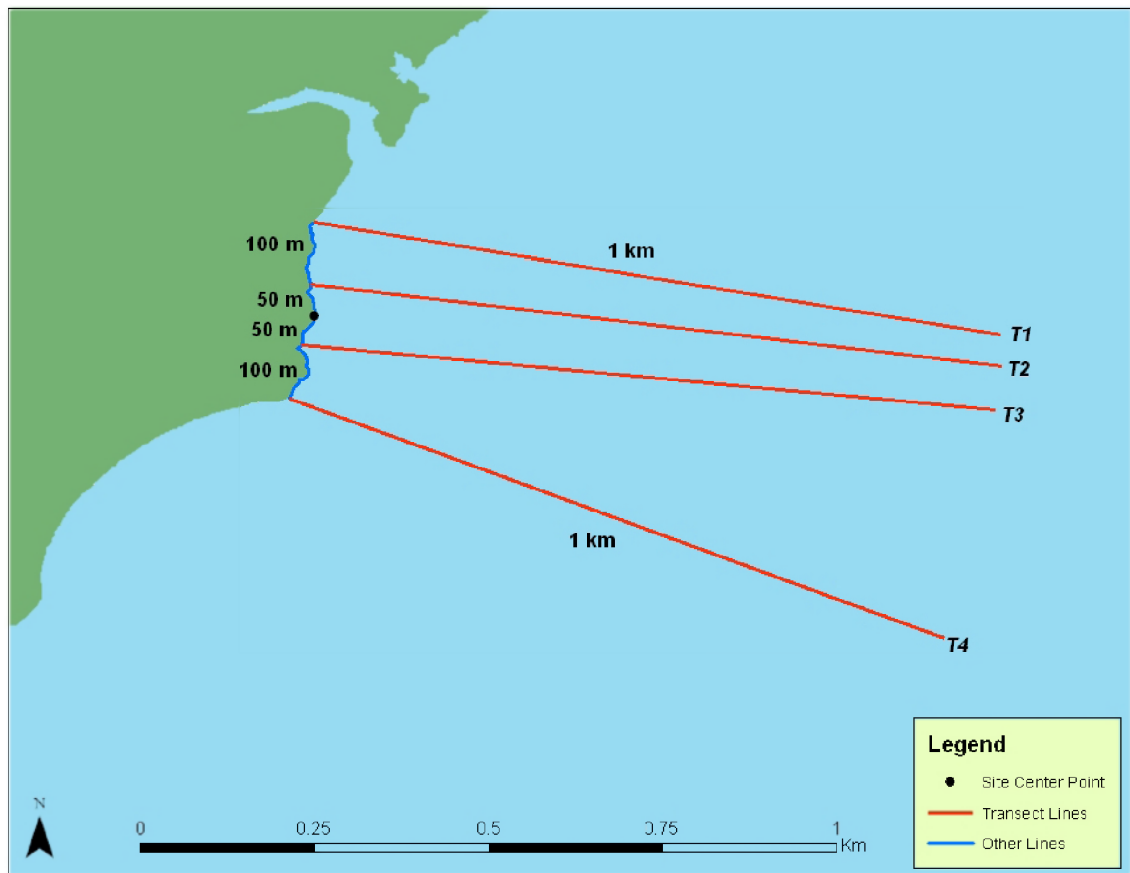 100 m
1 km
50 m
50 m
T1
T2
100 m
T3
1 km
T4
Legend
Site Center Point
Transect Lines
Other Lines
N
0 0.25 0.5 0.75 1
Km